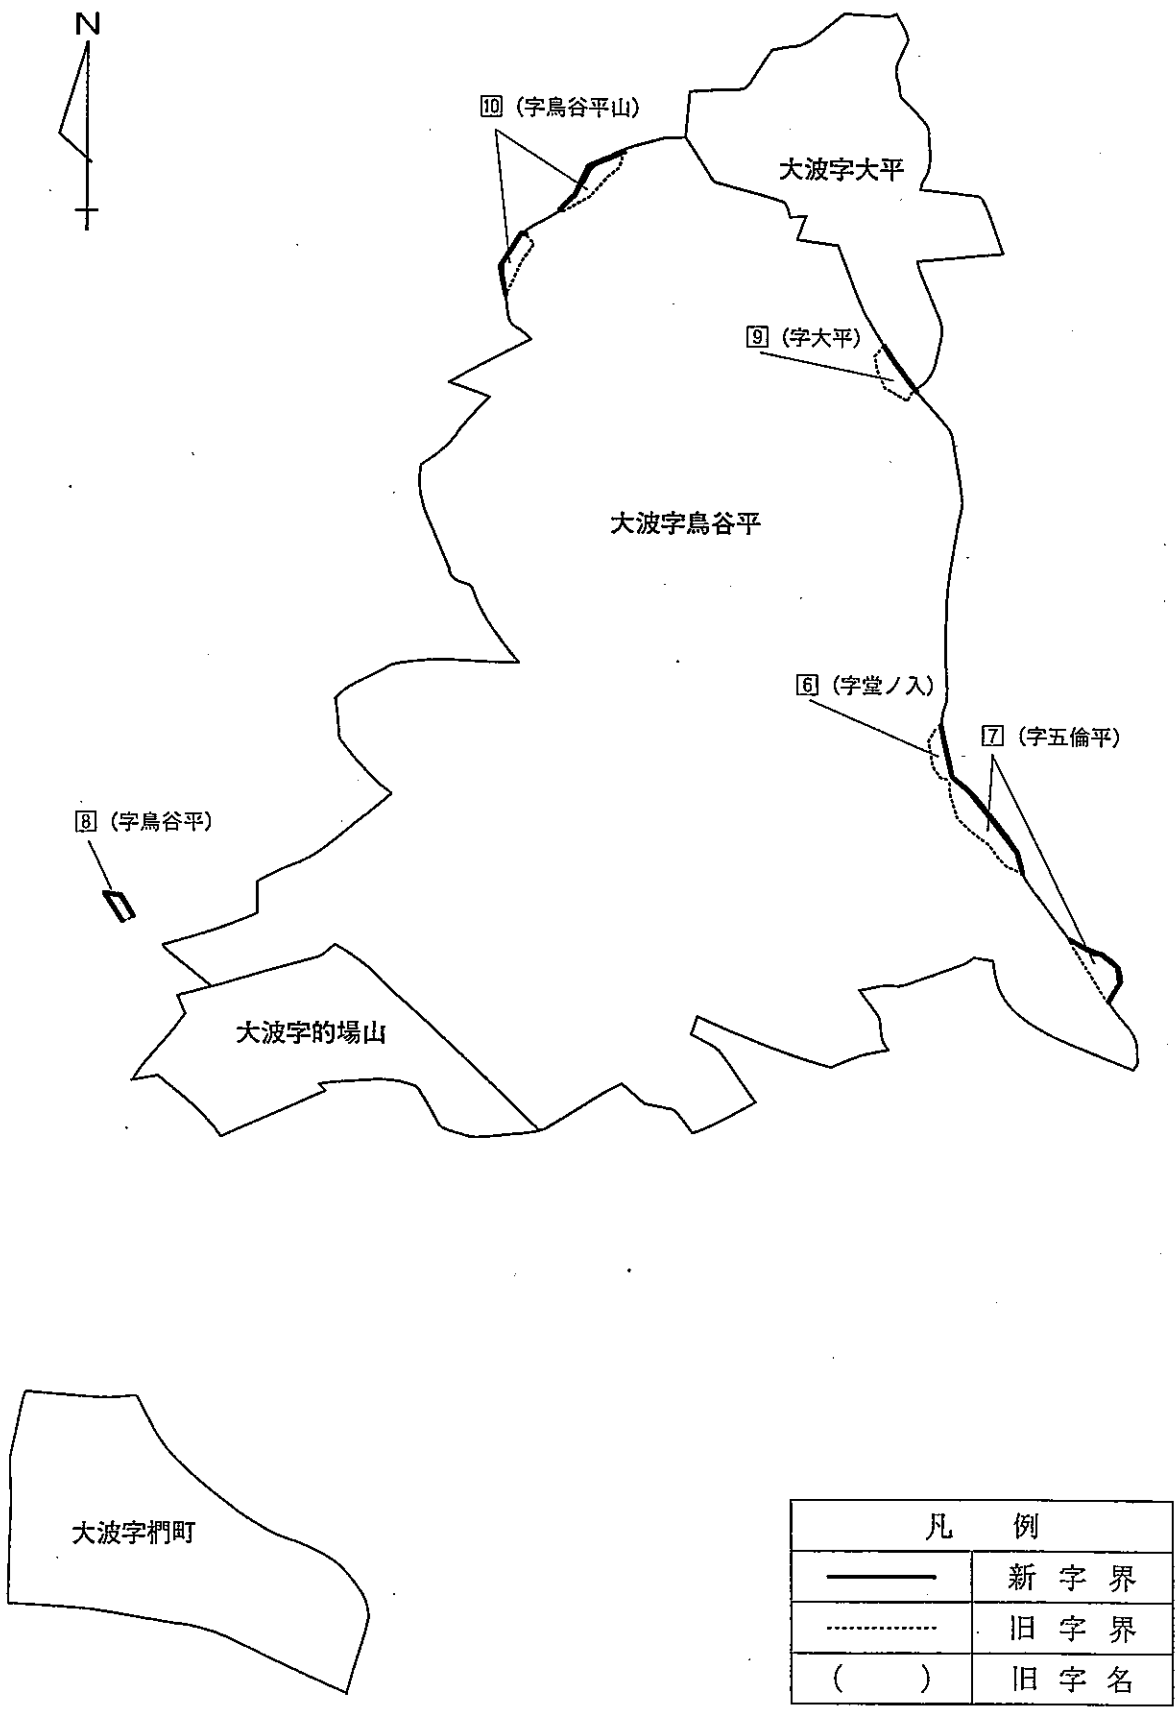 N
10 (字鳥谷平山)
大波字大平
9 (字大平)
大波字鳥谷平
6 (字堂ノ入)
7 (字五倫平)
8 (字鳥谷平)
大波字的場山
大波字椚町
凡 例
新字界
旧字界
( ) 旧字名